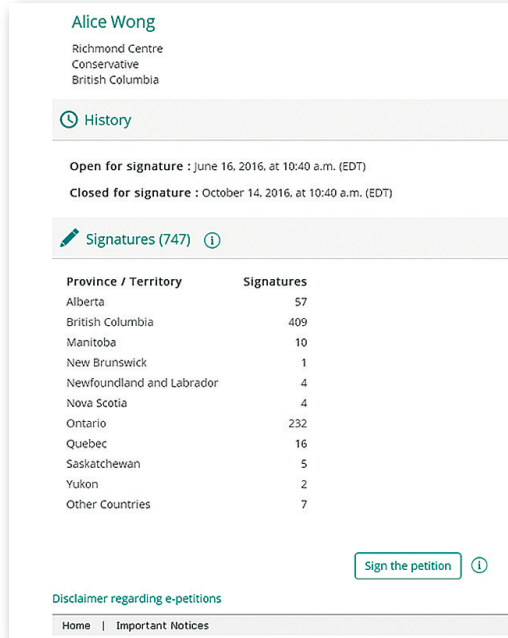 Alice Wong
Richmond Centre
Conservative
British Columbia
History
Open for signature : June 16, 2016, at 10:40 a.m. (EDT)
Closed for signature : October 14, 2016, at 10:40 a.m. (EDT)
Signatures (747)
Province / Territory Signatures
Alberta 57
British Columbia 409
Manitoba 10
New Brunswick 1
Newfoundland and Labrador 4
Nova Scotia 4
Ontario 232
Quebec 16
Saskatchewan 5
Yukon 2
Other Countries 7
Sign the petition
Disclaimer regarding e-petitions
Home | Important Notices